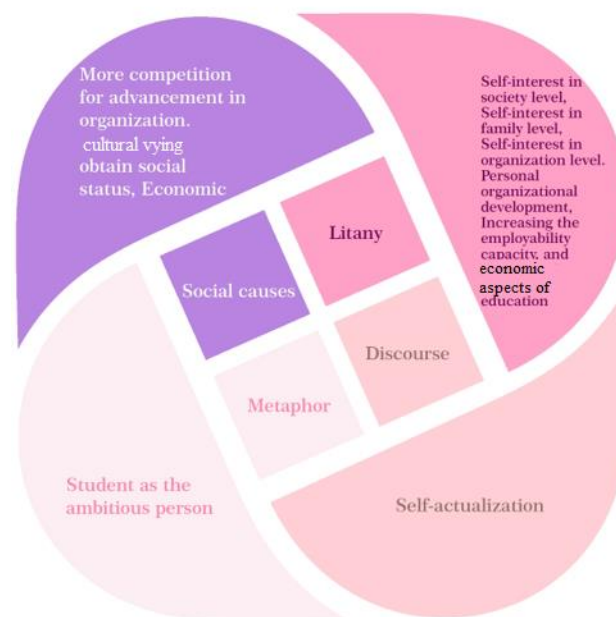 More competition
for advancement in
organization.
cultural vying
obtain social
status, Economic
Self-interest in
society level,
Self-interest in
family level,
Self-interest in
organization level.
Personal
organizational
development,
Increasing the
employability
capacity, and
economic
aspects of
education
Litany
Social causes
Discourse
Metaphor
Student as the
ambitious person
Self-actualization